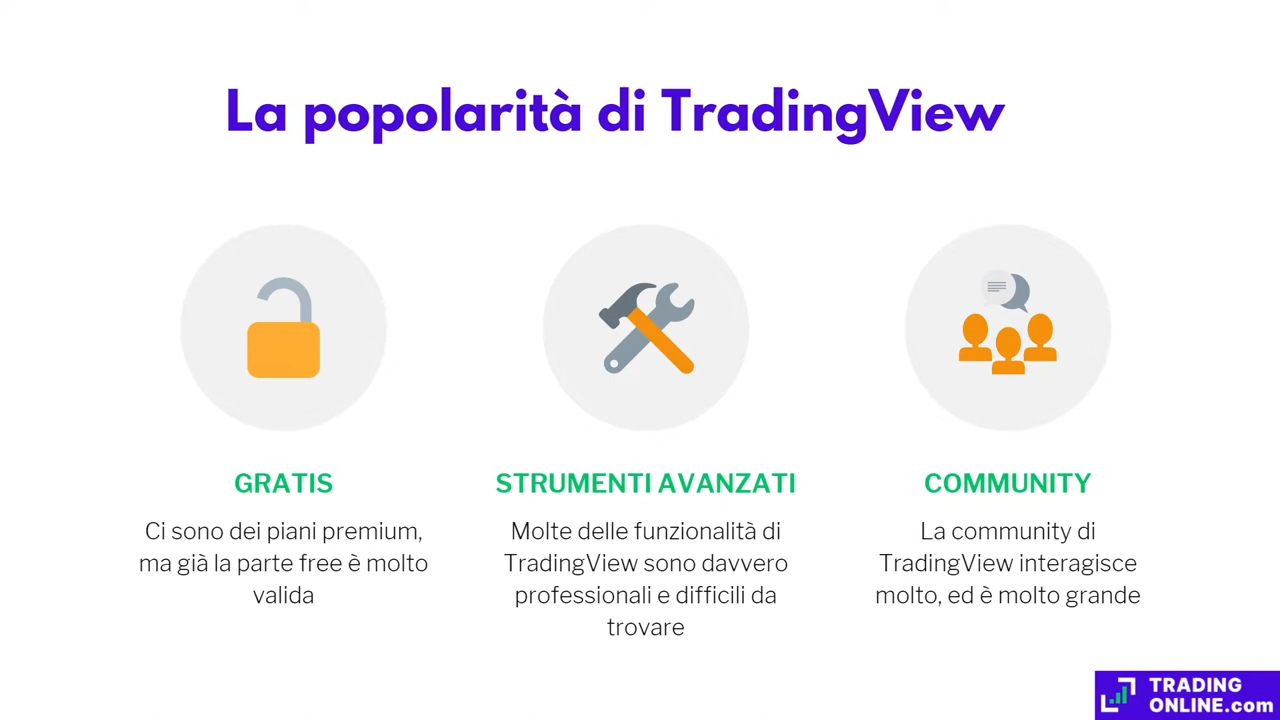 La popolarità di TradingView
GRATIS
Ci sono dei piani premium,
ma già la parte free è molto
valida
STRUMENTI AVANZATI
Molte delle funzionalità di
TradingView sono davvero
professionali e difficili da
trovare
COMMUNITY
La community di
TradingView interagisce
molto, ed è molto grande
TRADING
ONLINE.com